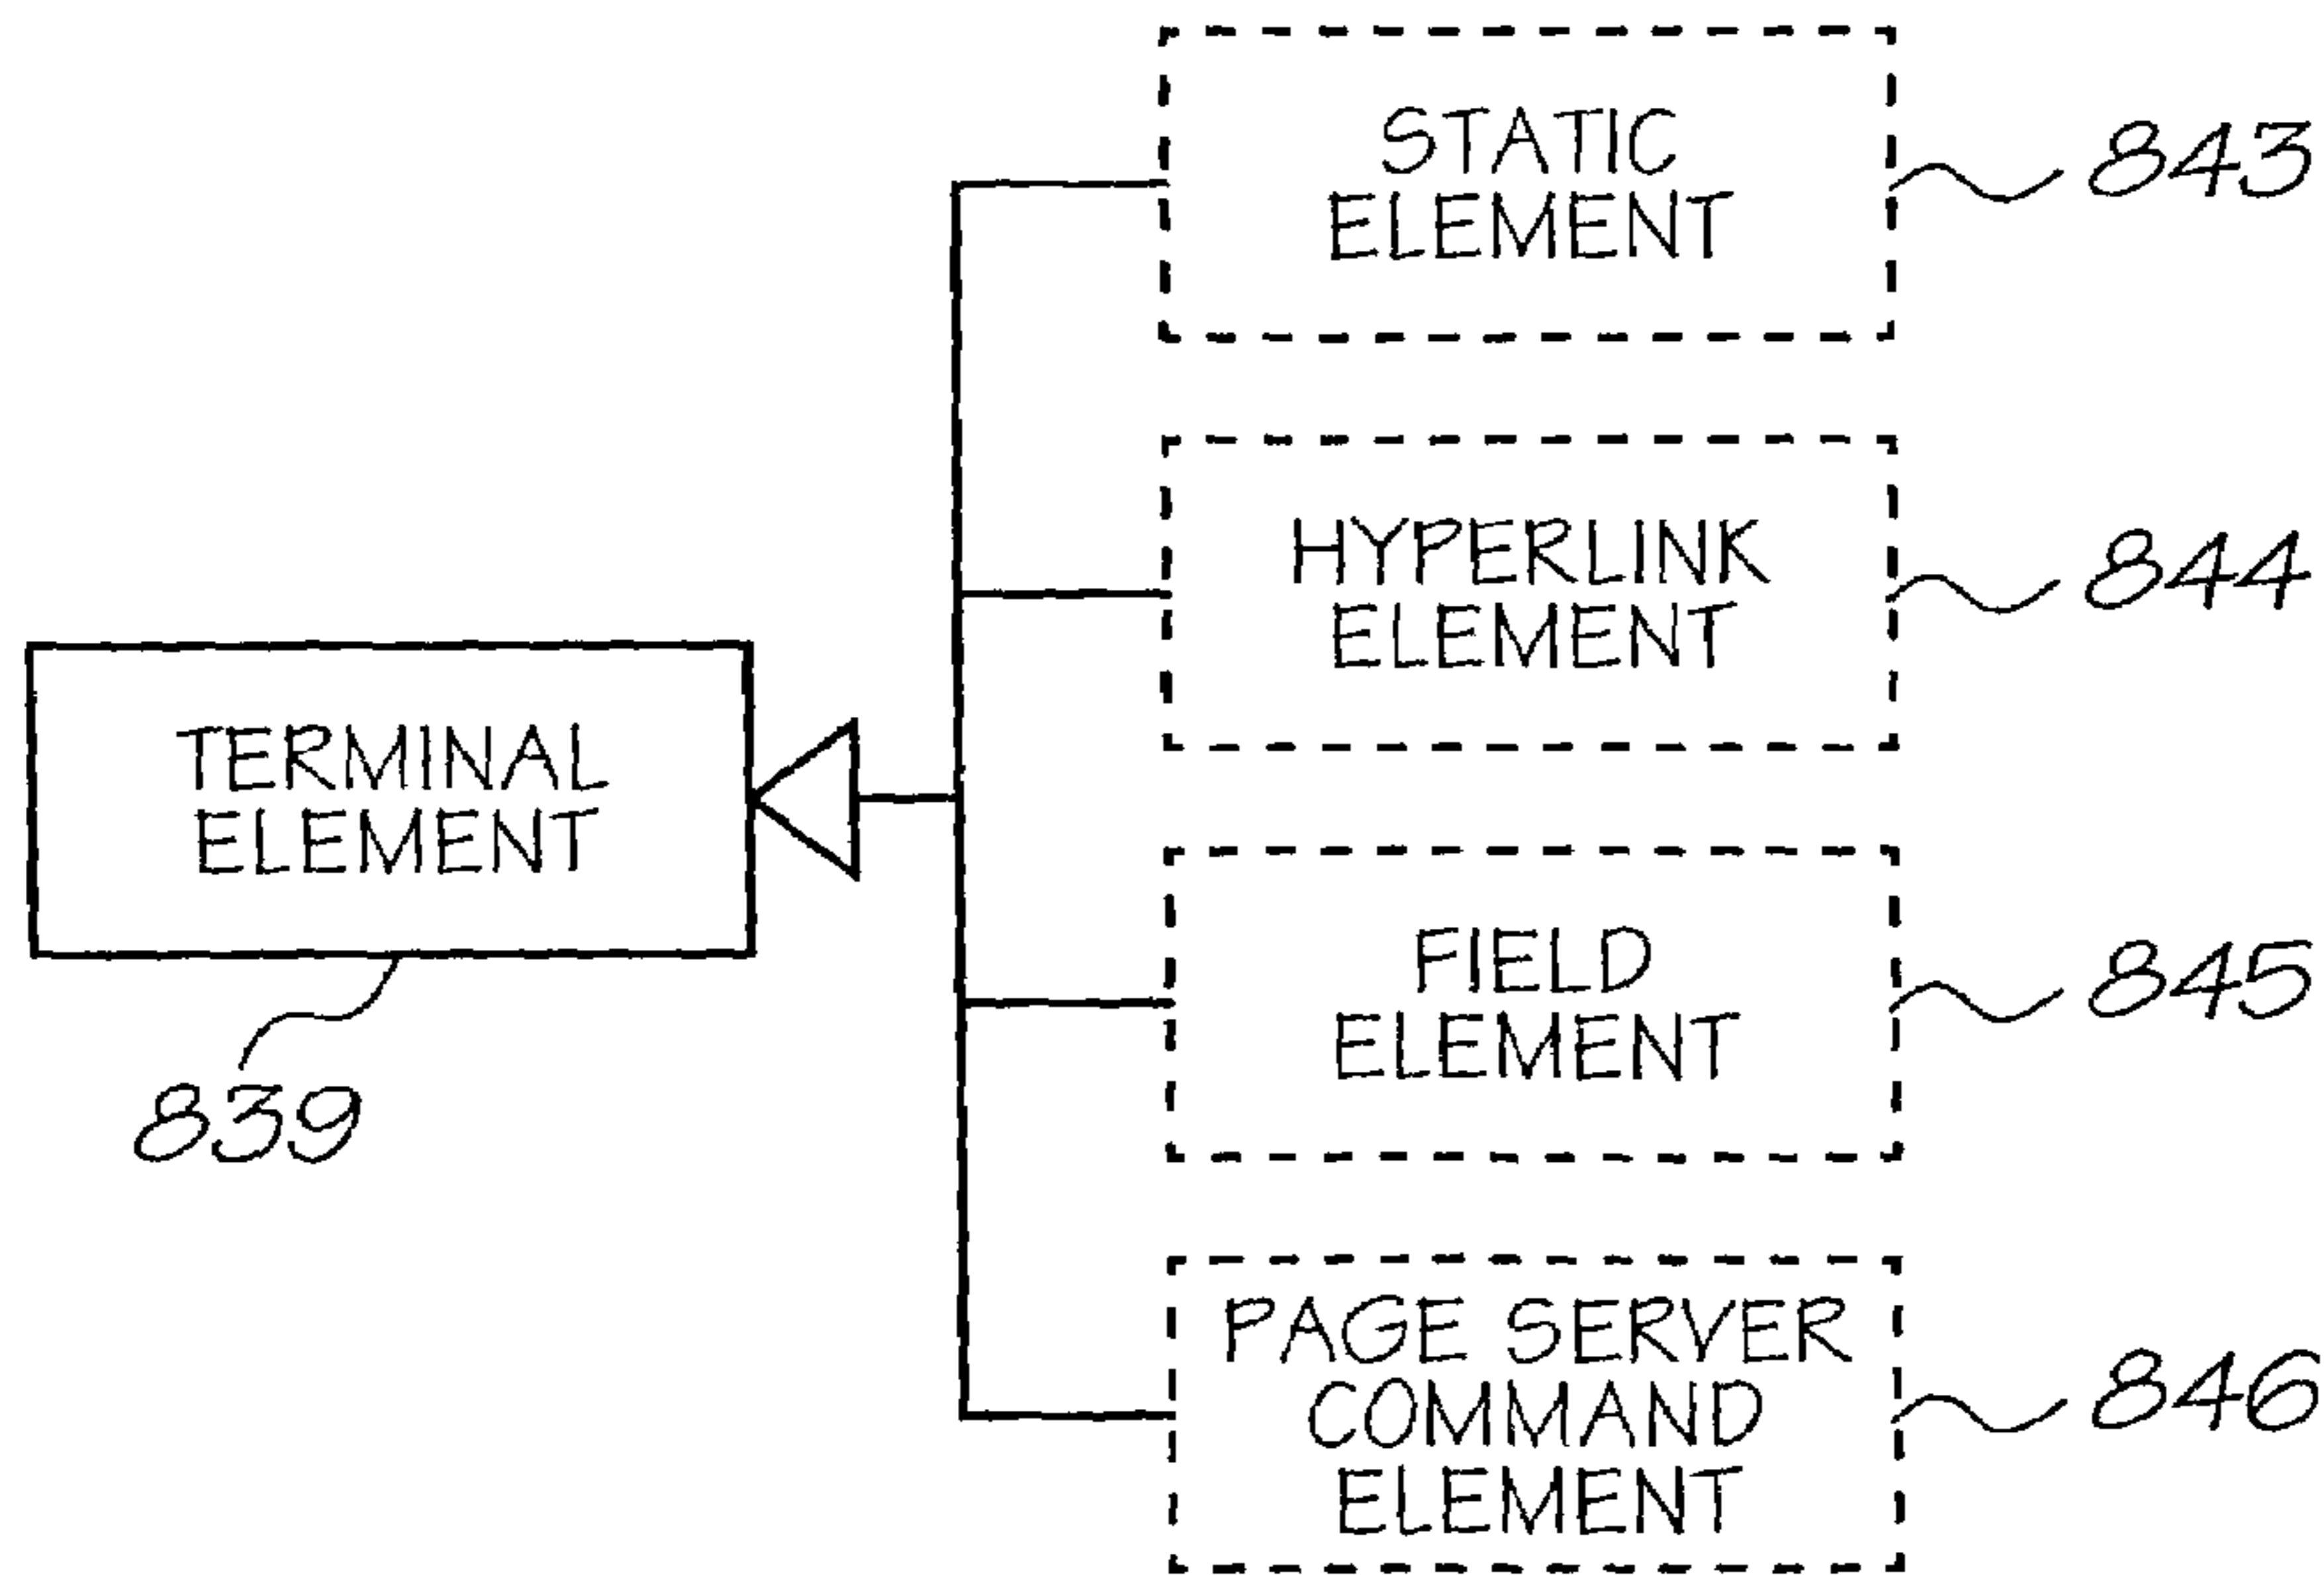 STATIC
ELEMENT
843
HYPERLINK
ELEMENT
844
TERMINAL
ELEMENT
839
FIELD
ELEMENT
845
PAGE SERVER
COMMAND
ELEMENT
846